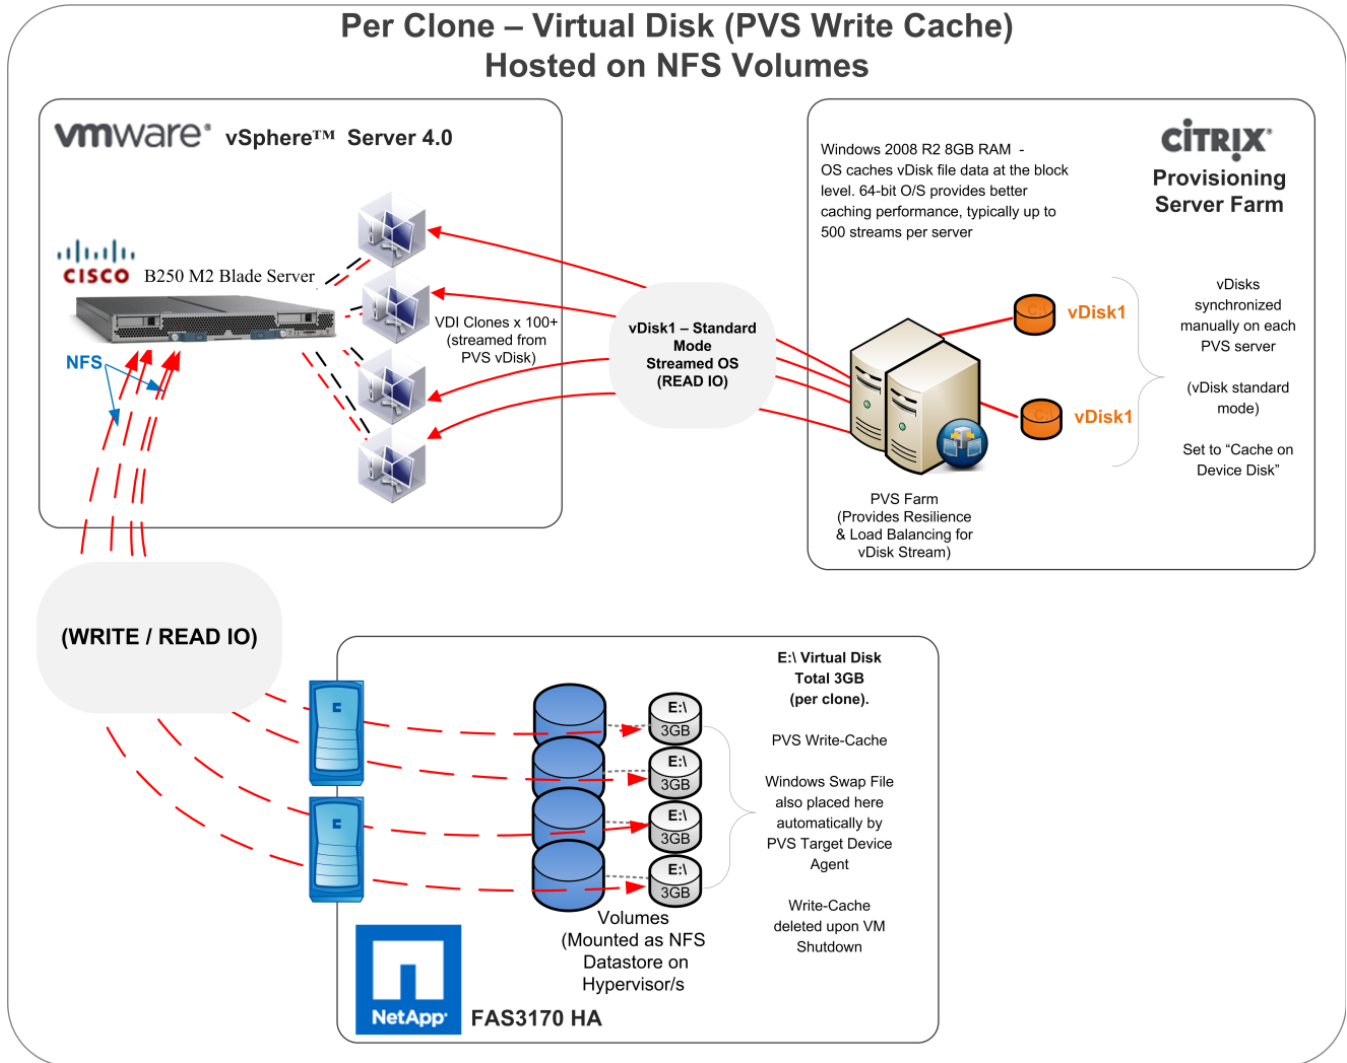 Per Clone – Virtual Disk (PVS Write Cache)
Hosted on NFS Volumes
vmware® vSphere™ Server 4.0
CISCO B250 M2 Blade Server
NFS
VDI Clones x 100+
(streamed from
PVS vDisk)
vDisk1 – Standard
Mode
Streamed OS
(READ IO)
Windows 2008 R2 8GB RAM -
OS caches vDisk file data at the block
level. 64-bit O/S provides better
caching performance, typically up to
500 streams per server
CITRIX®
Provisioning
Server Farm
C:\
vDisk1
C:\
vDisk1
vDisks
synchronized
manually on each
PVS server
(vDisk standard
mode)
Set to “Cache on
Device Disk”
PVS Farm
(Provides Resilience
& Load Balancing for
vDisk Stream)
(WRITE / READ IO)
E:\
3GB
E:\
3GB
E:\
3GB
E:\
3GB
E:\ Virtual Disk
Total 3GB
(per clone).
PVS Write-Cache
Windows Swap File
also placed here
automatically by
PVS Target Device
Agent
Write-Cache
deleted upon VM
Shutdown
Volumes
(Mounted as NFS
Datastore on
Hypervisor/s
NetApp®
FAS3170 HA